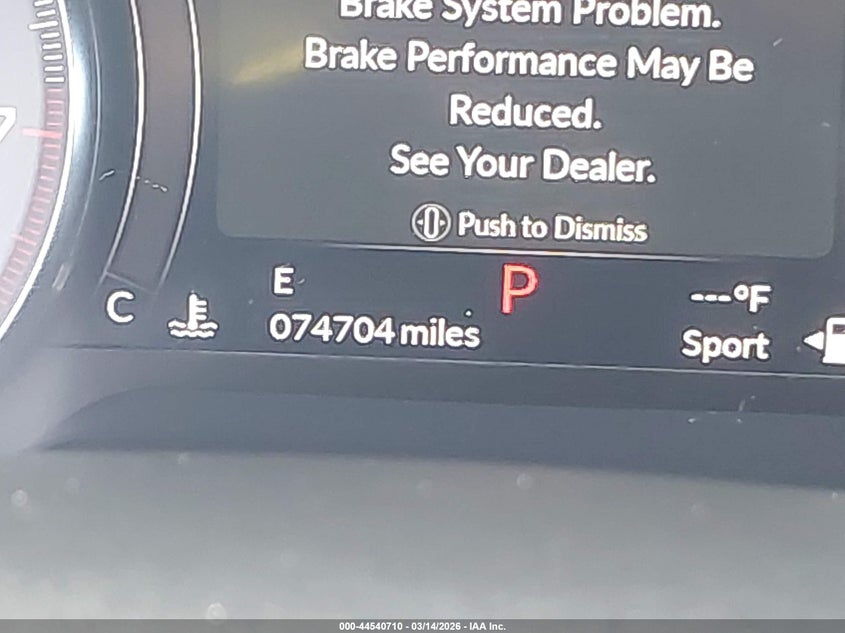 Brake System Problem.
Brake Performance May Be
Reduced.
See Your Dealer.
Push to Dismiss
7
E
P
---°F
C
074704 miles
Sport
000-44540710 - 03/14/2026 - IAA Inc.